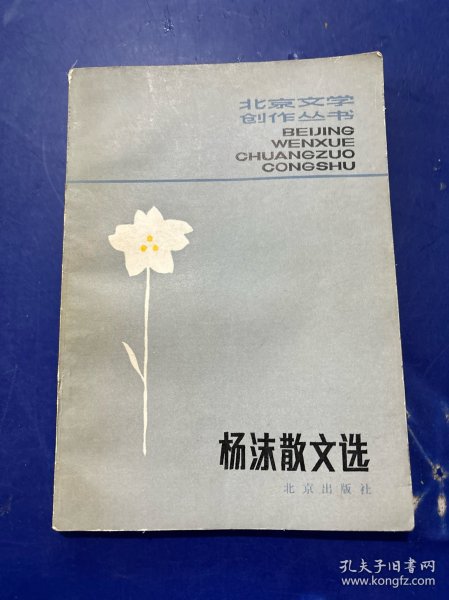 北京文学
创作丛书
BEIJING
WENXUE
CHUANGZUO
CONGSHU
杨沫散文选
北京出版社
孔夫子旧书网
www.kongfz.com